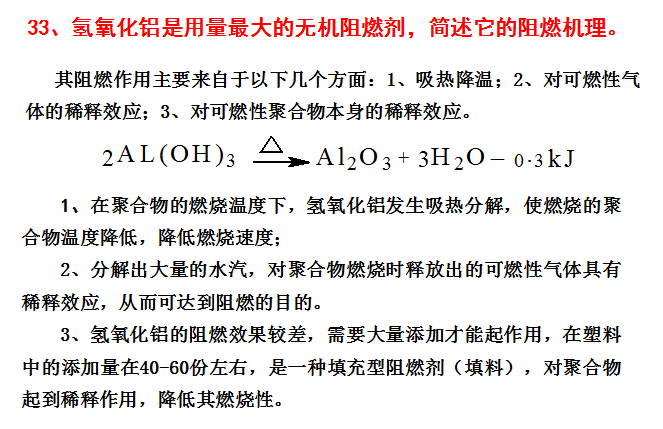 33、氢氧化铝是用量最大的无机阻燃剂，简述它的阻燃机理。
其阻燃作用主要来自于以下几个方面：1、吸热降温；2、对可燃性气
体的稀释效应；3、对可燃性聚合物本身的稀释效应。
2AL(OH)₃ △→ Al₂O₃ + 3H₂O − 0.3kJ
1、在聚合物的燃烧温度下，氢氧化铝发生吸热分解，使燃烧的聚
合物温度降低，降低燃烧速度；
2、分解出大量的水汽，对聚合物燃烧时释放出的可燃性气体具有
稀释效应，从而可达到阻燃的目的。
3、氢氧化铝的阻燃效果较差，需要大量添加才能起作用，在塑料
中的添加量在40-60份左右，是一种填充型阻燃剂（填料），对聚合物
起到稀释作用，降低其燃烧性。